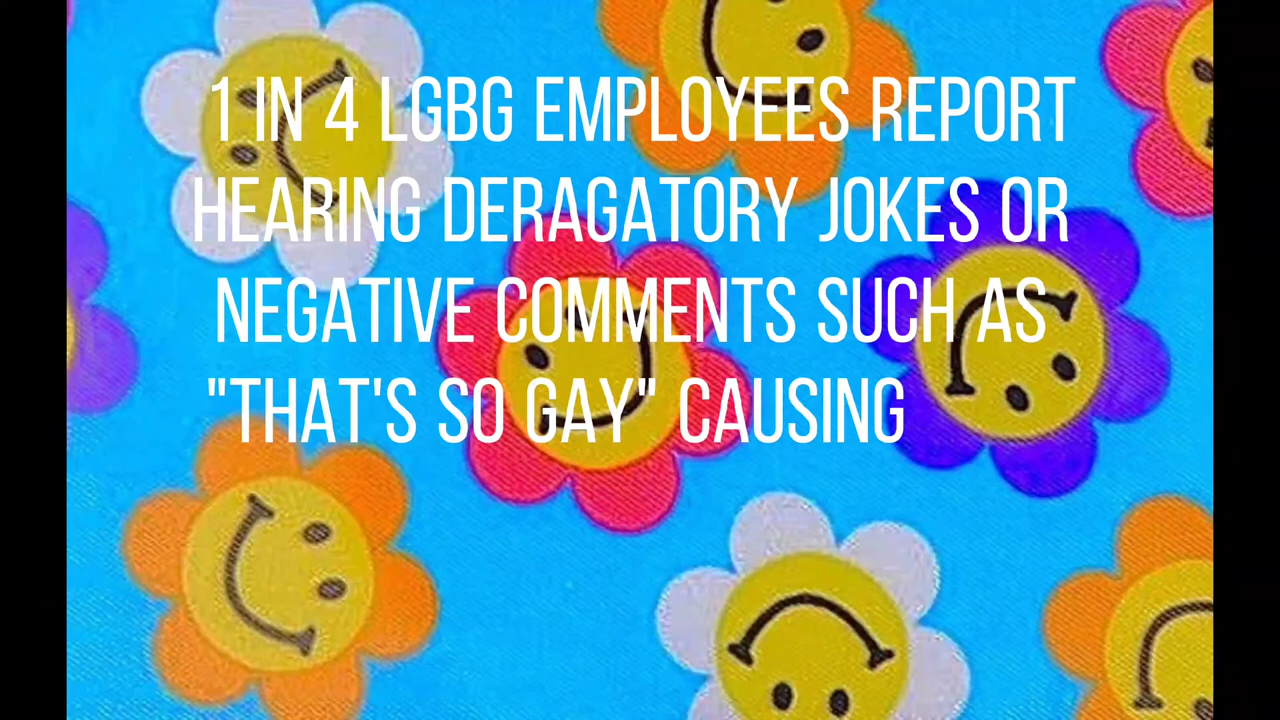 1 IN 4 LGBG EMPLOYEES REPORT
HEARING DERAGATORY JOKES OR
NEGATIVE COMMENTS SUCH AS
"THAT'S SO GAY" CAUSING